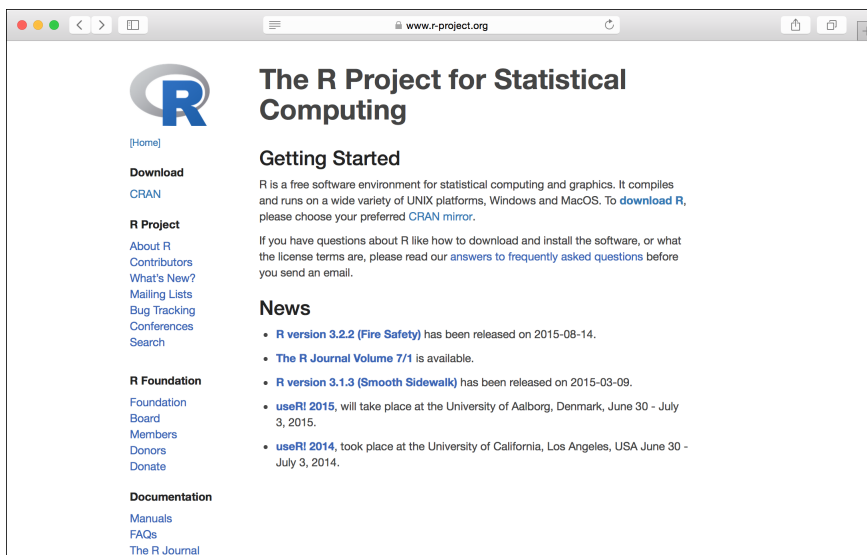 www.r-project.org
R
[Home]
Download
CRAN
R Project
About R
Contributors
What's New?
Mailing Lists
Bug Tracking
Conferences
Search
R Foundation
Foundation
Board
Members
Donors
Donate
Documentation
Manuals
FAQs
The R Journal
The R Project for Statistical
Computing
Getting Started
R is a free software environment for statistical computing and graphics. It compiles
and runs on a wide variety of UNIX platforms, Windows and MacOS. To download R,
please choose your preferred CRAN mirror.
If you have questions about R like how to download and install the software, or what
the license terms are, please read our answers to frequently asked questions before
you send an email.
News
• R version 3.2.2 (Fire Safety) has been released on 2015-08-14.
• The R Journal Volume 7/1 is available.
• R version 3.1.3 (Smooth Sidewalk) has been released on 2015-03-09.
• useR! 2015, will take place at the University of Aalborg, Denmark, June 30 - July
3, 2015.
• useR! 2014, took place at the University of California, Los Angeles, USA June 30 -
July 3, 2014.